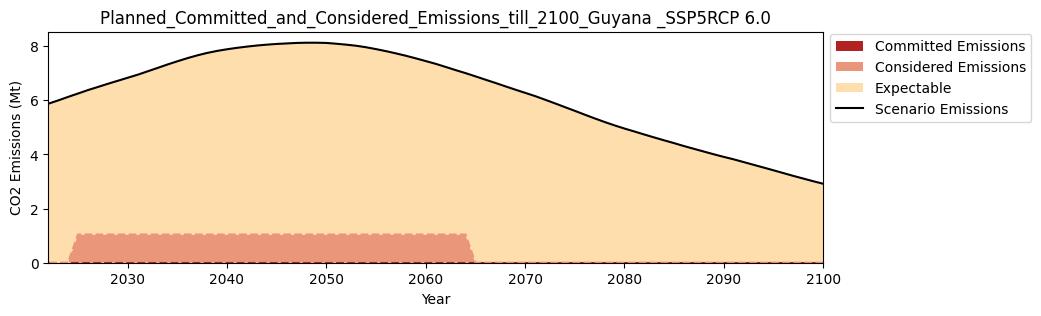 Planned_Committed_and_Considered_Emissions_till_2100_Guyana _SSP5RCP 6.0
CO2 Emissions (Mt)
8
6
4
2
0
2030 2040 2050 2060 2070 2080 2090 2100
Year
Committed Emissions
Considered Emissions
Expectable
Scenario Emissions